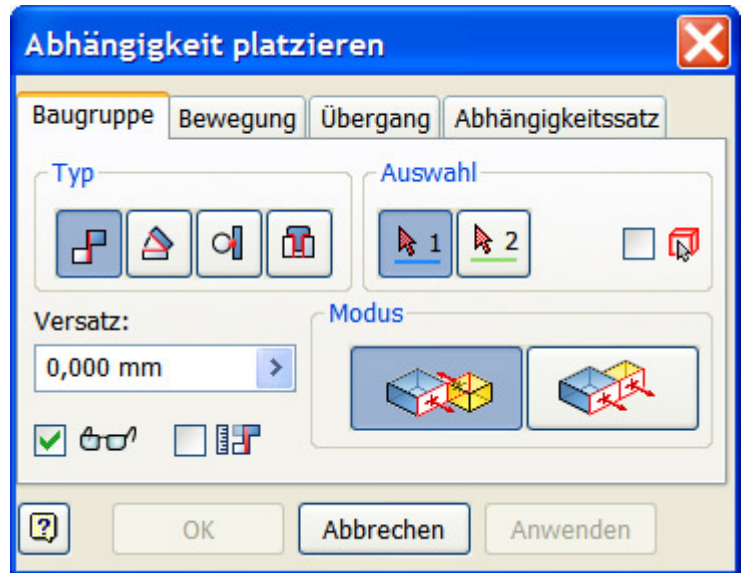 Abhängigkeit platzieren
Baugruppe Bewegung Übergang Abhängigkeitssatz
Typ Auswahl
1 2
Versatz: Modus
0,000 mm
OK Abbrechen Anwenden